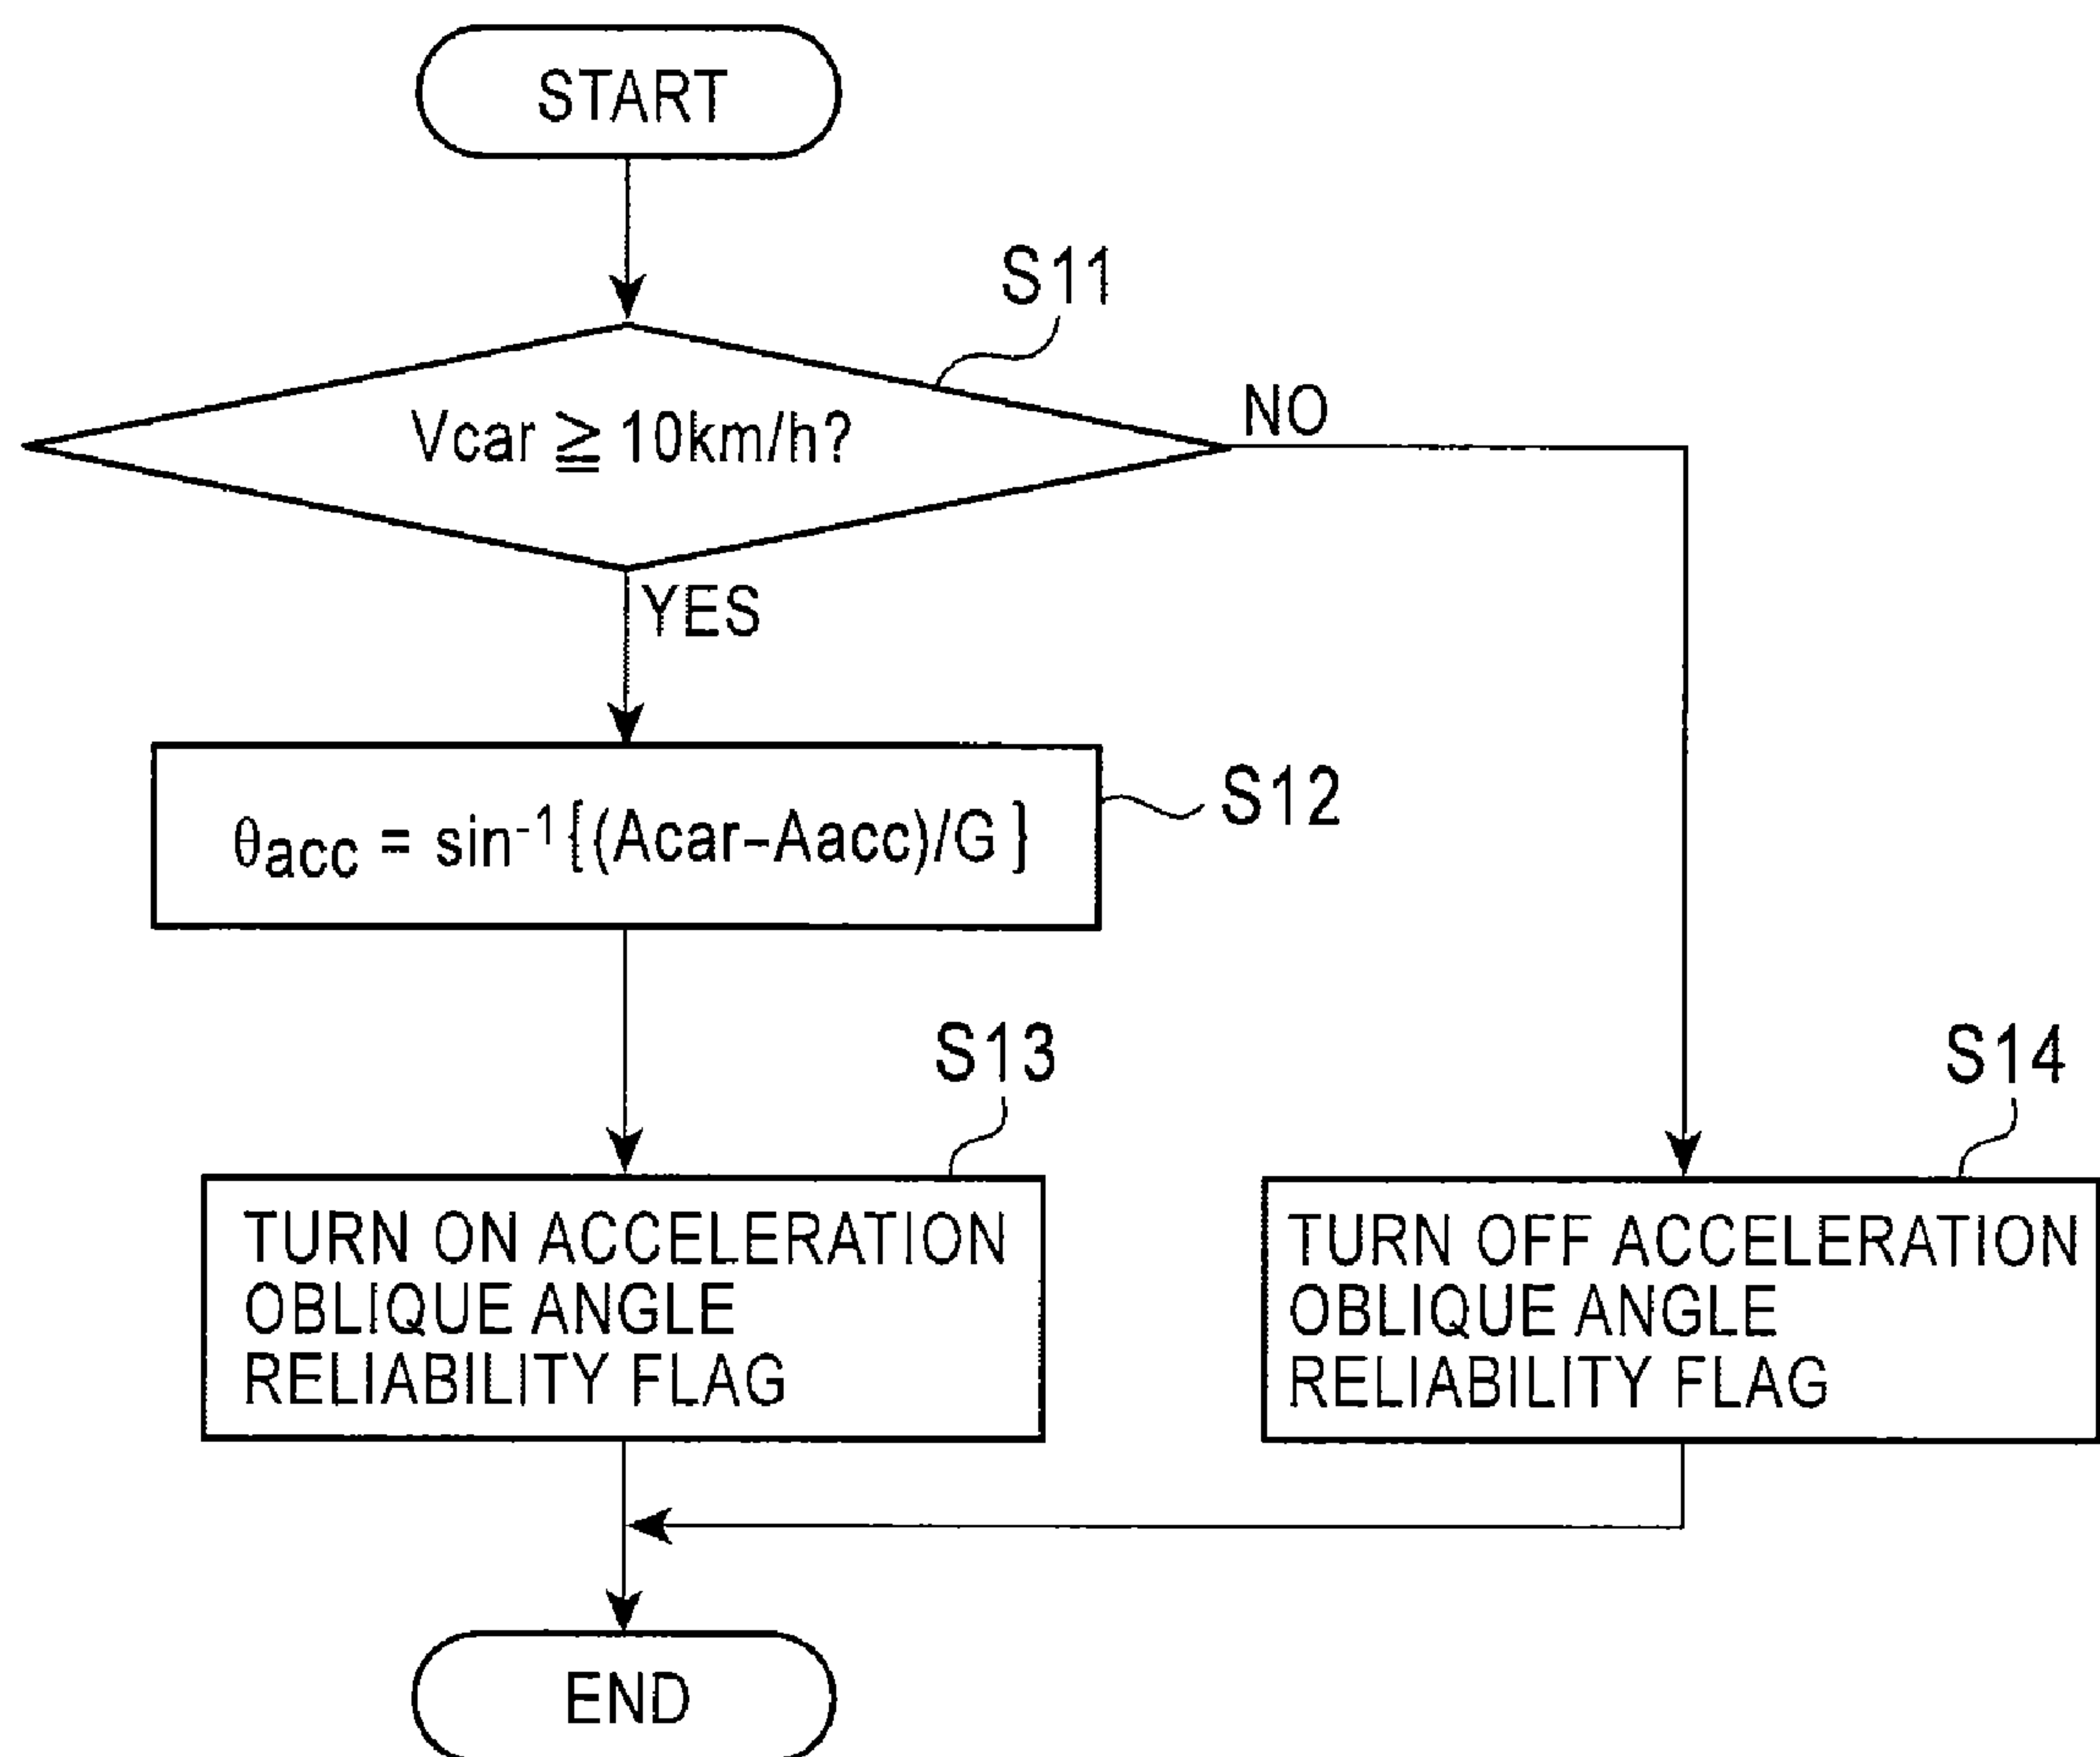 START
S11
Vcar ≧ 10km/h?
NO
YES
θacc = sin⁻¹{(Acar-Aacc)/G}
S12
S13
TURN ON ACCELERATION
OBLIQUE ANGLE
RELIABILITY FLAG
S14
TURN OFF ACCELERATION
OBLIQUE ANGLE
RELIABILITY FLAG
END